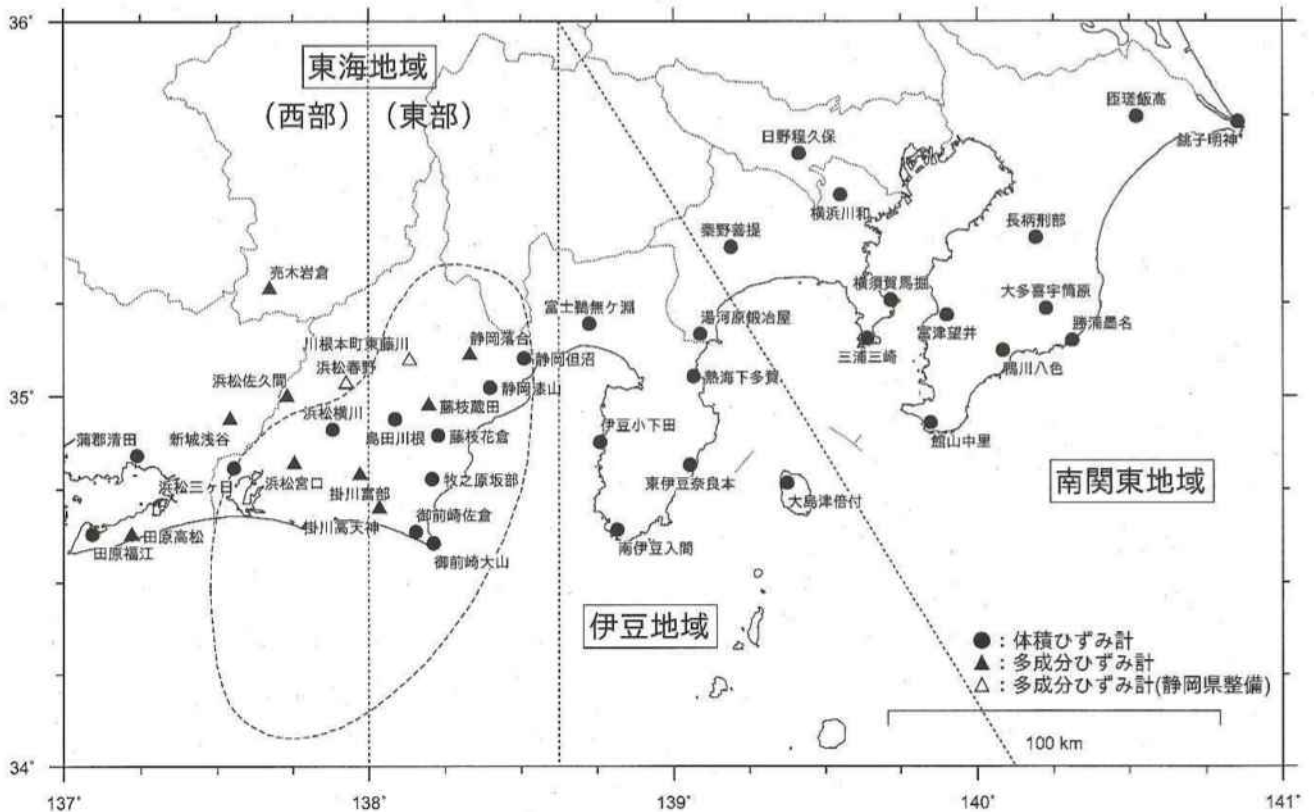 36°
東海地域
（西部）
（東部）
匝瑳飯高
銚子明神
日野程久保
横浜川和
秦野菩提
長柄刑部
売木岩倉
横須賀馬堀
大多喜宇筒原
富士鵜無ケ淵
湯河原鍛冶屋
富津望井
勝浦墨名
川根本町東藤川
静岡落合
三浦三崎
浜松春野
静岡但沼
鴨川八色
浜松佐久間
静岡漆山
熱海下多賀
35°
浜松横川
藤枝蔵田
新城浅谷
島田川根
藤枝花倉
伊豆小下田
館山中里
蒲郡清田
浜松三ケ日
浜松宮口
掛川富部
牧之原坂部
東伊豆奈良本
大島津倍付
南関東地域
掛川高天神
御前崎佐倉
田原福江
田原高松
御前崎大山
南伊豆入間
伊豆地域
●：体積ひずみ計
▲：多成分ひずみ計
△：多成分ひずみ計(静岡県整備)
100 km
34°
137°
138°
139°
140°
141°